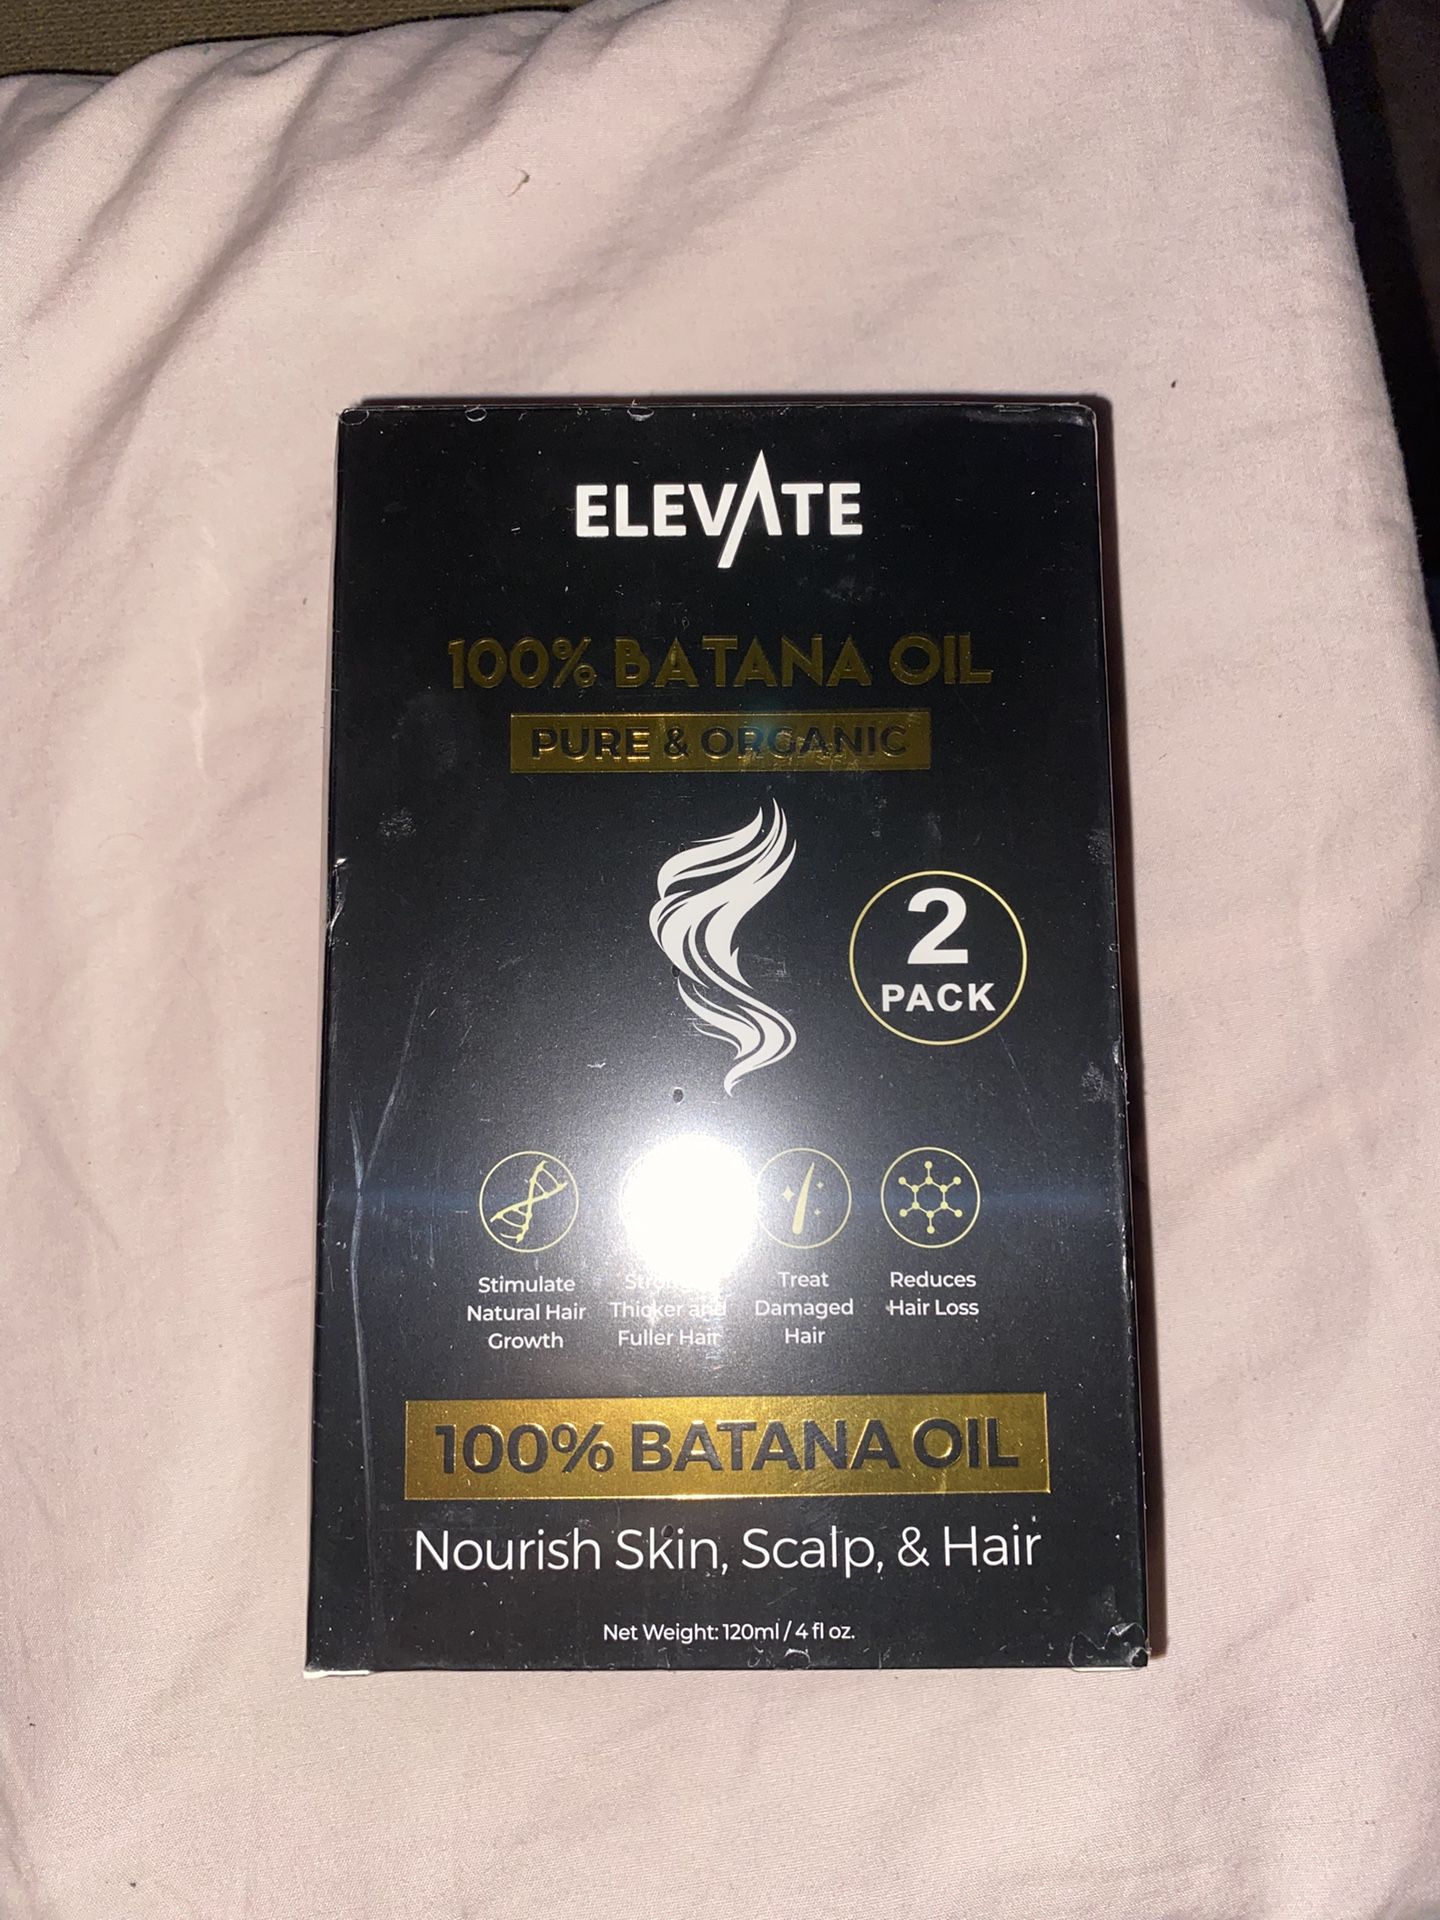 ELEVATE
100% BATANA OIL
PURE & ORGANIC
2
PACK
Stimulate
Natural Hair
Growth
Thicker and
Fuller Hair
Treat
Damaged
Hair
Reduces
Hair Loss
100% BATANA OIL
Nourish Skin, Scalp, & Hair
Net Weight: 120ml / 4 fl oz.